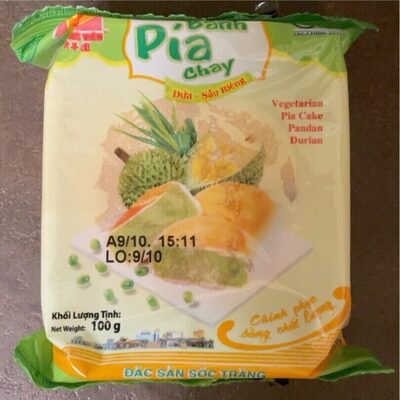 Bánh
Pía
chay
Dứa - Sầu Riêng
Vegetarian
Pia Cake
Pandan
Durian
A9/10. 15:11
LO:9/10
Khối Lượng Tịnh:
Net Weight: 100 g
Chinh phục
bằng chất lượng
ĐẶC SẢN SÓC TRĂNG